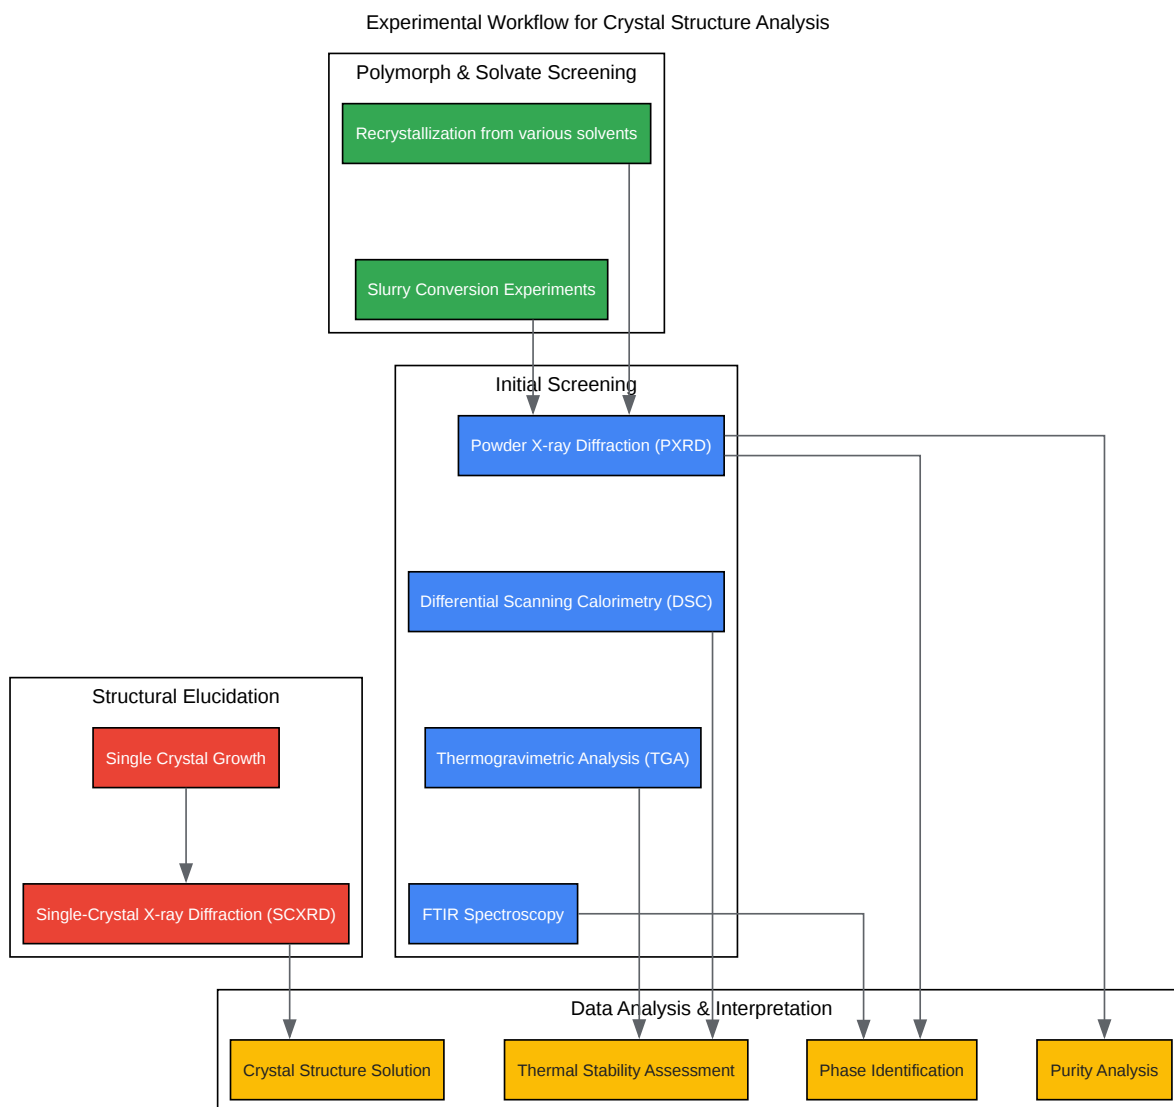 Experimental Workflow for Crystal Structure Analysis
Polymorph & Solvate Screening
Recrystallization from various solvents
Slurry Conversion Experiments
Initial Screening
Powder X-ray Diffraction (PXRD)
Differential Scanning Calorimetry (DSC)
Structural Elucidation
Single Crystal Growth
Thermogravimetric Analysis (TGA)
Single-Crystal X-ray Diffraction (SCXRD)
FTIR Spectroscopy
Data Analysis & Interpretation
Crystal Structure Solution
Thermal Stability Assessment
Phase Identification
Purity Analysis